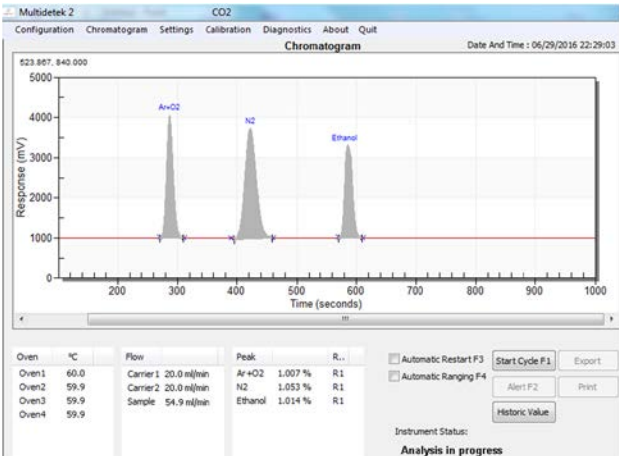 Multidetek 2 CO2
Configuration Chromatogram Settings Calibration Diagnostics About Quit
Chromatogram
Date And Time : 06/29/2016 22:29:03
523.867, 840.000
5000
4000
3000
2000
1000
0
Response (mV)
Ar+O2
N2
Ethanol
200 300 400 500 600 700 800 900 1000
Time (seconds)
Oven °C
Oven1 60.0
Oven2 59.9
Oven3 59.9
Oven4 59.9
Flow
Carrier1 20.0 ml/min
Carrier2 20.0 ml/min
Sample 54.9 ml/min
Peak R..
Ar+O2 1.007 % R1
N2 1.053 % R1
Ethanol 1.014 % R1
Automatic Restart F3
Automatic Ranging F4
Start Cycle F1 Export
Alert F2 Print
Historic Value
Instrument Status:
Analysis in progress